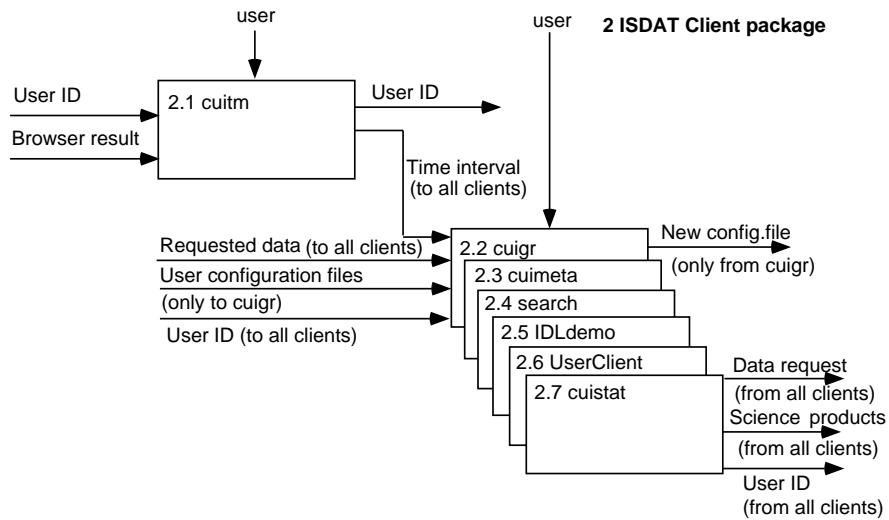 user
user
2 ISDAT Client package
User ID
2.1 cuitm
User ID
Browser result
Time interval
(to all clients)
Requested data (to all clients)
User configuration files
(only to cuigr)
User ID (to all clients)
2.2 cuigr
New config.file
(only from cuigr)
2.3 cuimeta
2.4 search
2.5 IDLdemo
2.6 UserClient
2.7 cuistat
Data request
(from all clients)
Science products
(from all clients)
User ID
(from all clients)